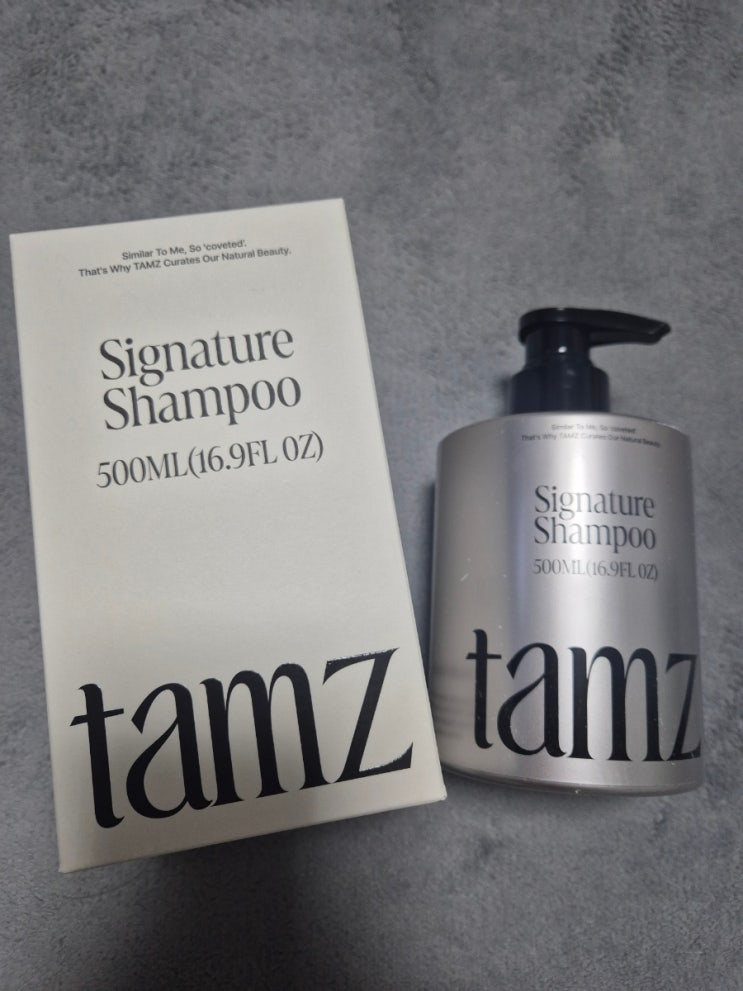 Similar To Me, So 'coveted'.
That's Why TAMZ Curates Our Natural Beauty.
Signature
Shampoo
500ML(16.9FL OZ)
tamz
Similar To Me, So 'coveted'.
That's Why TAMZ Curates Our Natural Beauty.
Signature
Shampoo
500ML(16.9FL OZ)
tamz